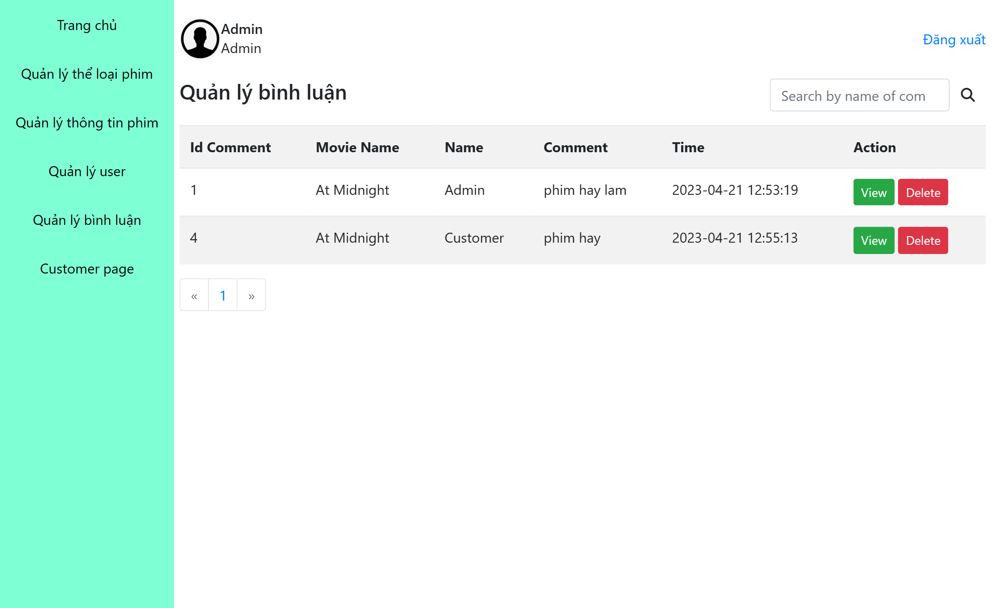 Trang chủ
Quản lý thể loại phim
Quản lý thông tin phim
Quản lý user
Quản lý bình luận
Customer page
Admin
Admin
Đăng xuất
Quản lý bình luận
Search by name of com
Id Comment Movie Name Name Comment Time Action
1 At Midnight Admin phim hay lam 2023-04-21 12:53:19 View Delete
4 At Midnight Customer phim hay 2023-04-21 12:55:13 View Delete
« 1 »